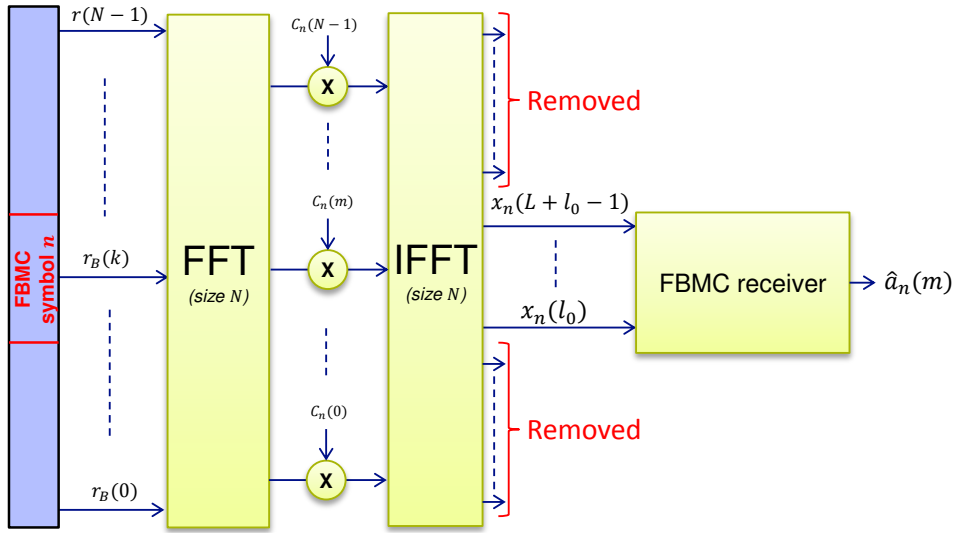 r(N − 1)
C_n(N−1)
X
Removed
FBMC symbol n
r_B(k)
FFT
(size N)
C_n(m)
X
IFFT
(size N)
x_n(L + l_0 − 1)
x_n(l_0)
FBMC receiver
â_n(m)
C_n(0)
X
Removed
r_B(0)